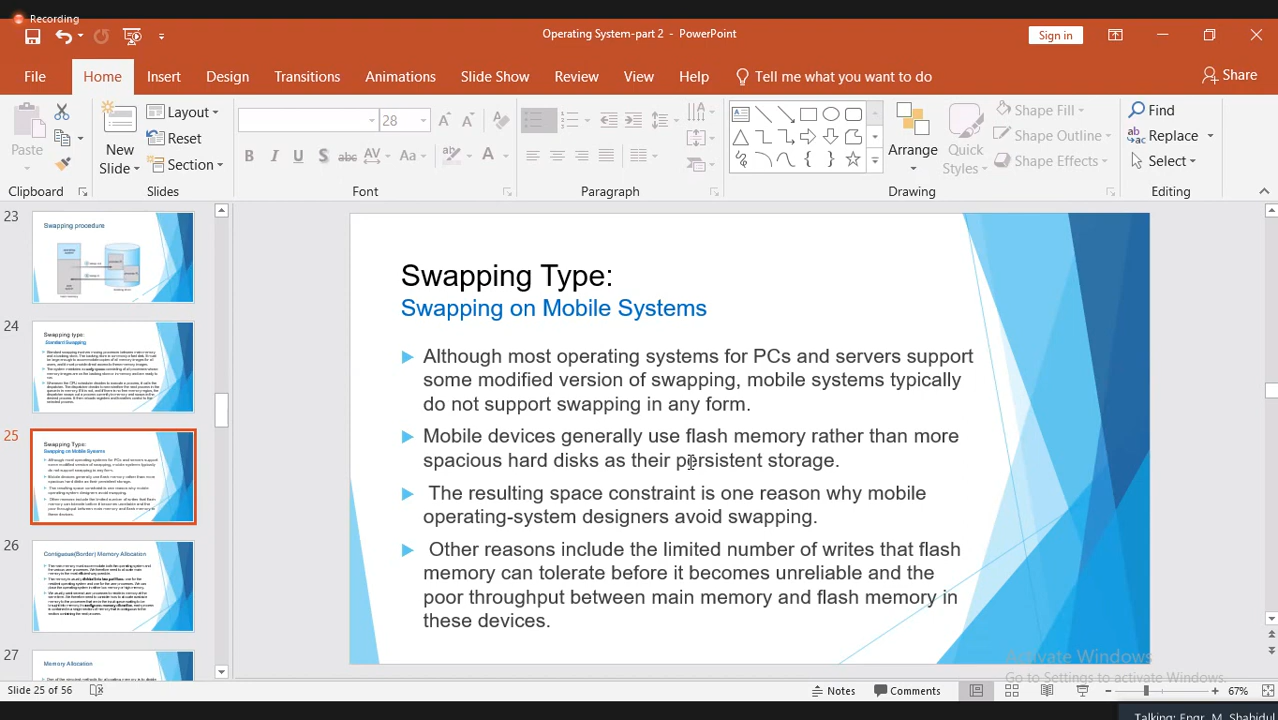 Recording
Operating System-part 2 - PowerPoint
Sign in
File Home Insert Design Transitions Animations Slide Show Review View Help Tell me what you want to do Share
Paste
New
Slide
Layout
Reset
Section
28
Arrange
Quick
Styles
Shape Fill
Shape Outline
Shape Effects
Find
Replace
Select
Clipboard Slides Font Paragraph Drawing Editing
23
Swapping procedure
24
Swapping type:
Standard Swapping
25
Swapping Type:
Swapping on Mobile Systems
26
Contiguous(Border) Memory Allocation
27
Memory Allocation
Swapping Type:
Swapping on Mobile Systems
Although most operating systems for PCs and servers support
some modified version of swapping, mobile systems typically
do not support swapping in any form.
Mobile devices generally use flash memory rather than more
spacious hard disks as their persistent storage.
The resulting space constraint is one reason why mobile
operating-system designers avoid swapping.
Other reasons include the limited number of writes that flash
memory can tolerate before it becomes unreliable and the
poor throughput between main memory and flash memory in
these devices.
Activate Windows
Go to Settings to activate Windows.
Slide 25 of 56
Notes
Comments
67%
Talking: Engr. M. Shahidul